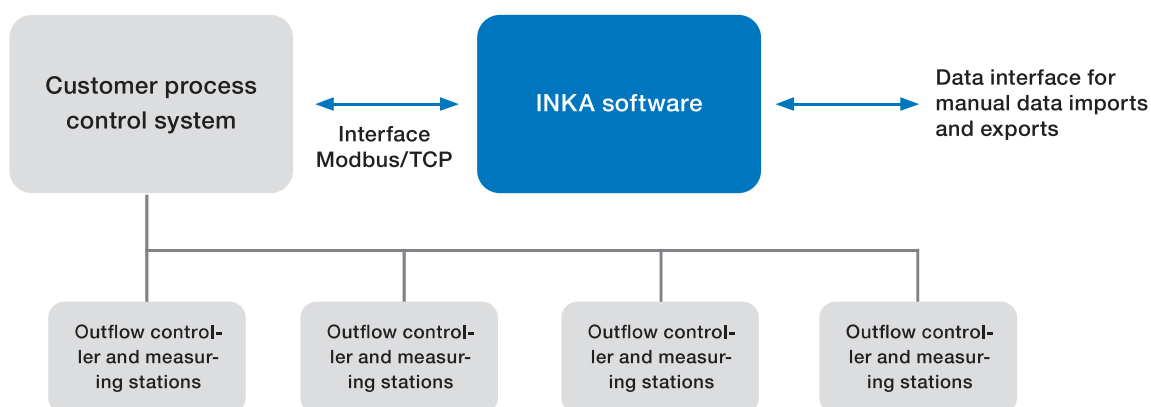 Customer process
control system
INKA software
Interface
Modbus/TCP
Data interface for
manual data imports
and exports
Outflow control-
ler and measur-
ing stations
Outflow control-
ler and measur-
ing stations
Outflow control-
ler and measur-
ing stations
Outflow control-
ler and measur-
ing stations